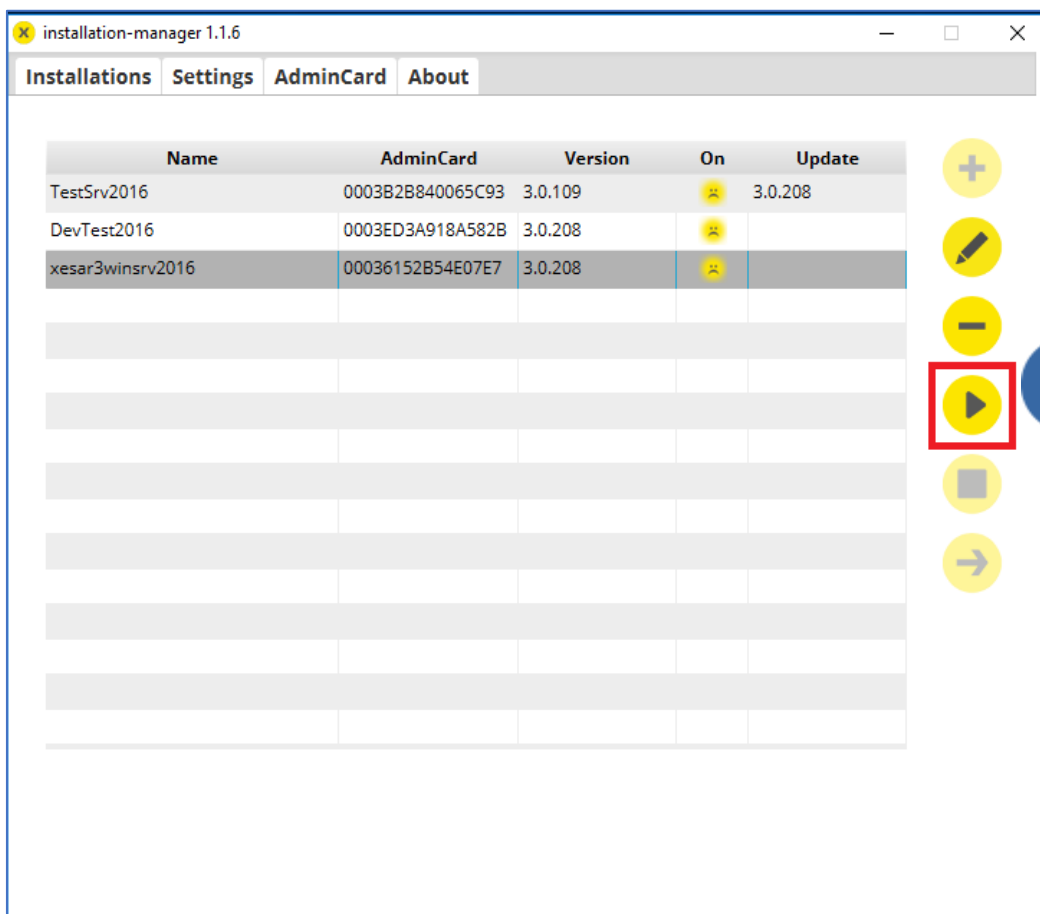 installation-manager 1.1.6
Installations Settings AdminCard About
Name AdminCard Version On Update
TestSrv2016 0003B2B840065C93 3.0.109 3.0.208
DevTest2016 0003ED3A918A582B 3.0.208
xesar3winsrv2016 00036152B54E07E7 3.0.208